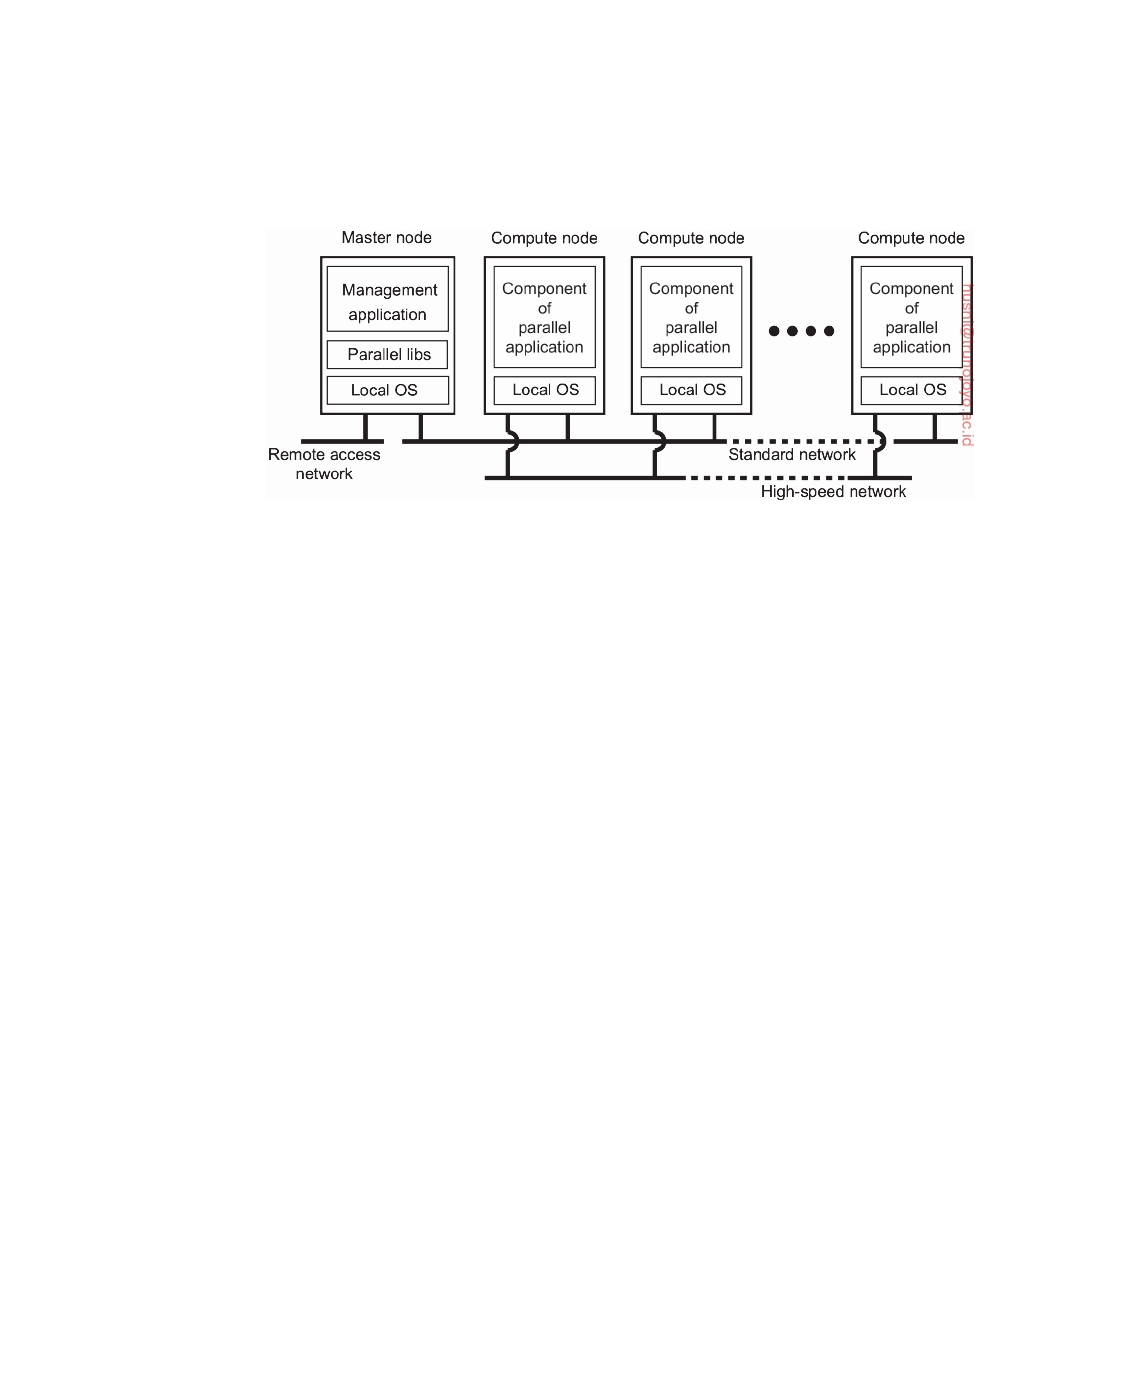 Master node
Compute node
Compute node
Compute node
Management
application
Parallel libs
Local OS
Component
of
parallel
application
Local OS
Component
of
parallel
application
Local OS
Component
of
parallel
application
Local OS
Remote access
network
Standard network
High-speed network